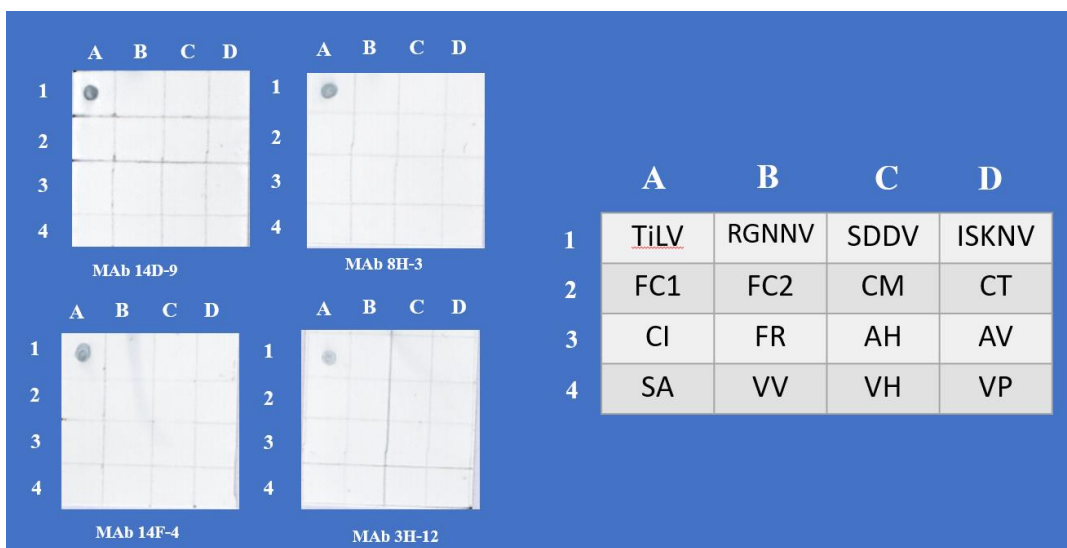 A B C D
1
2
3
4
MAb 14D-9
A B C D
1
2
3
4
MAb 8H-3
A B C D
1
2
3
4
MAb 14F-4
A B C D
1
2
3
4
MAb 3H-12
A B C D
1 TiLV RGNNV SDDV ISKNV
2 FC1 FC2 CM CT
3 CI FR AH AV
4 SA VV VH VP